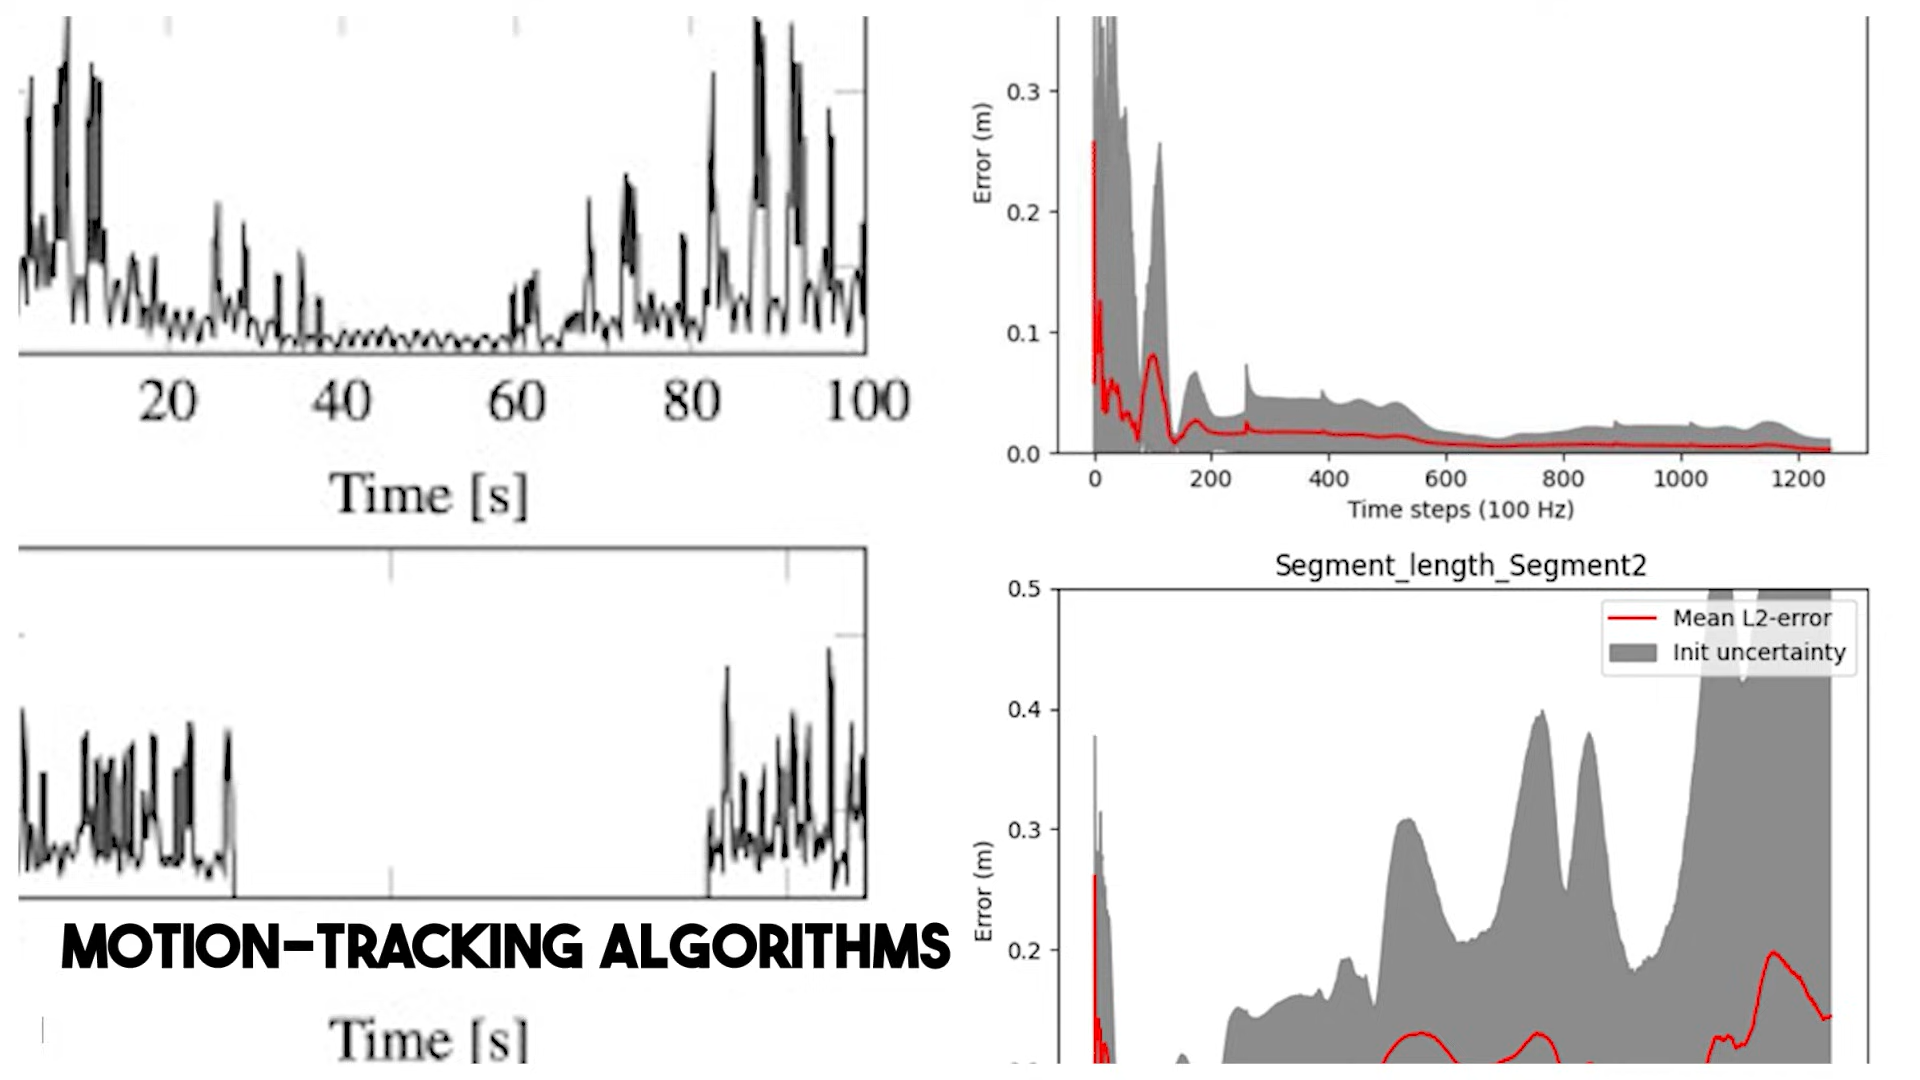 20 40 60 80 100
Time [s]
MOTION-TRACKING ALGORITHMS
Time [s]
0.3
0.2
0.1
0.0
Error (m)
0 200 400 600 800 1000 1200
Time steps (100 Hz)
Segment_length_Segment2
0.5
0.4
0.3
0.2
Error (m)
Mean L2-error
Init uncertainty